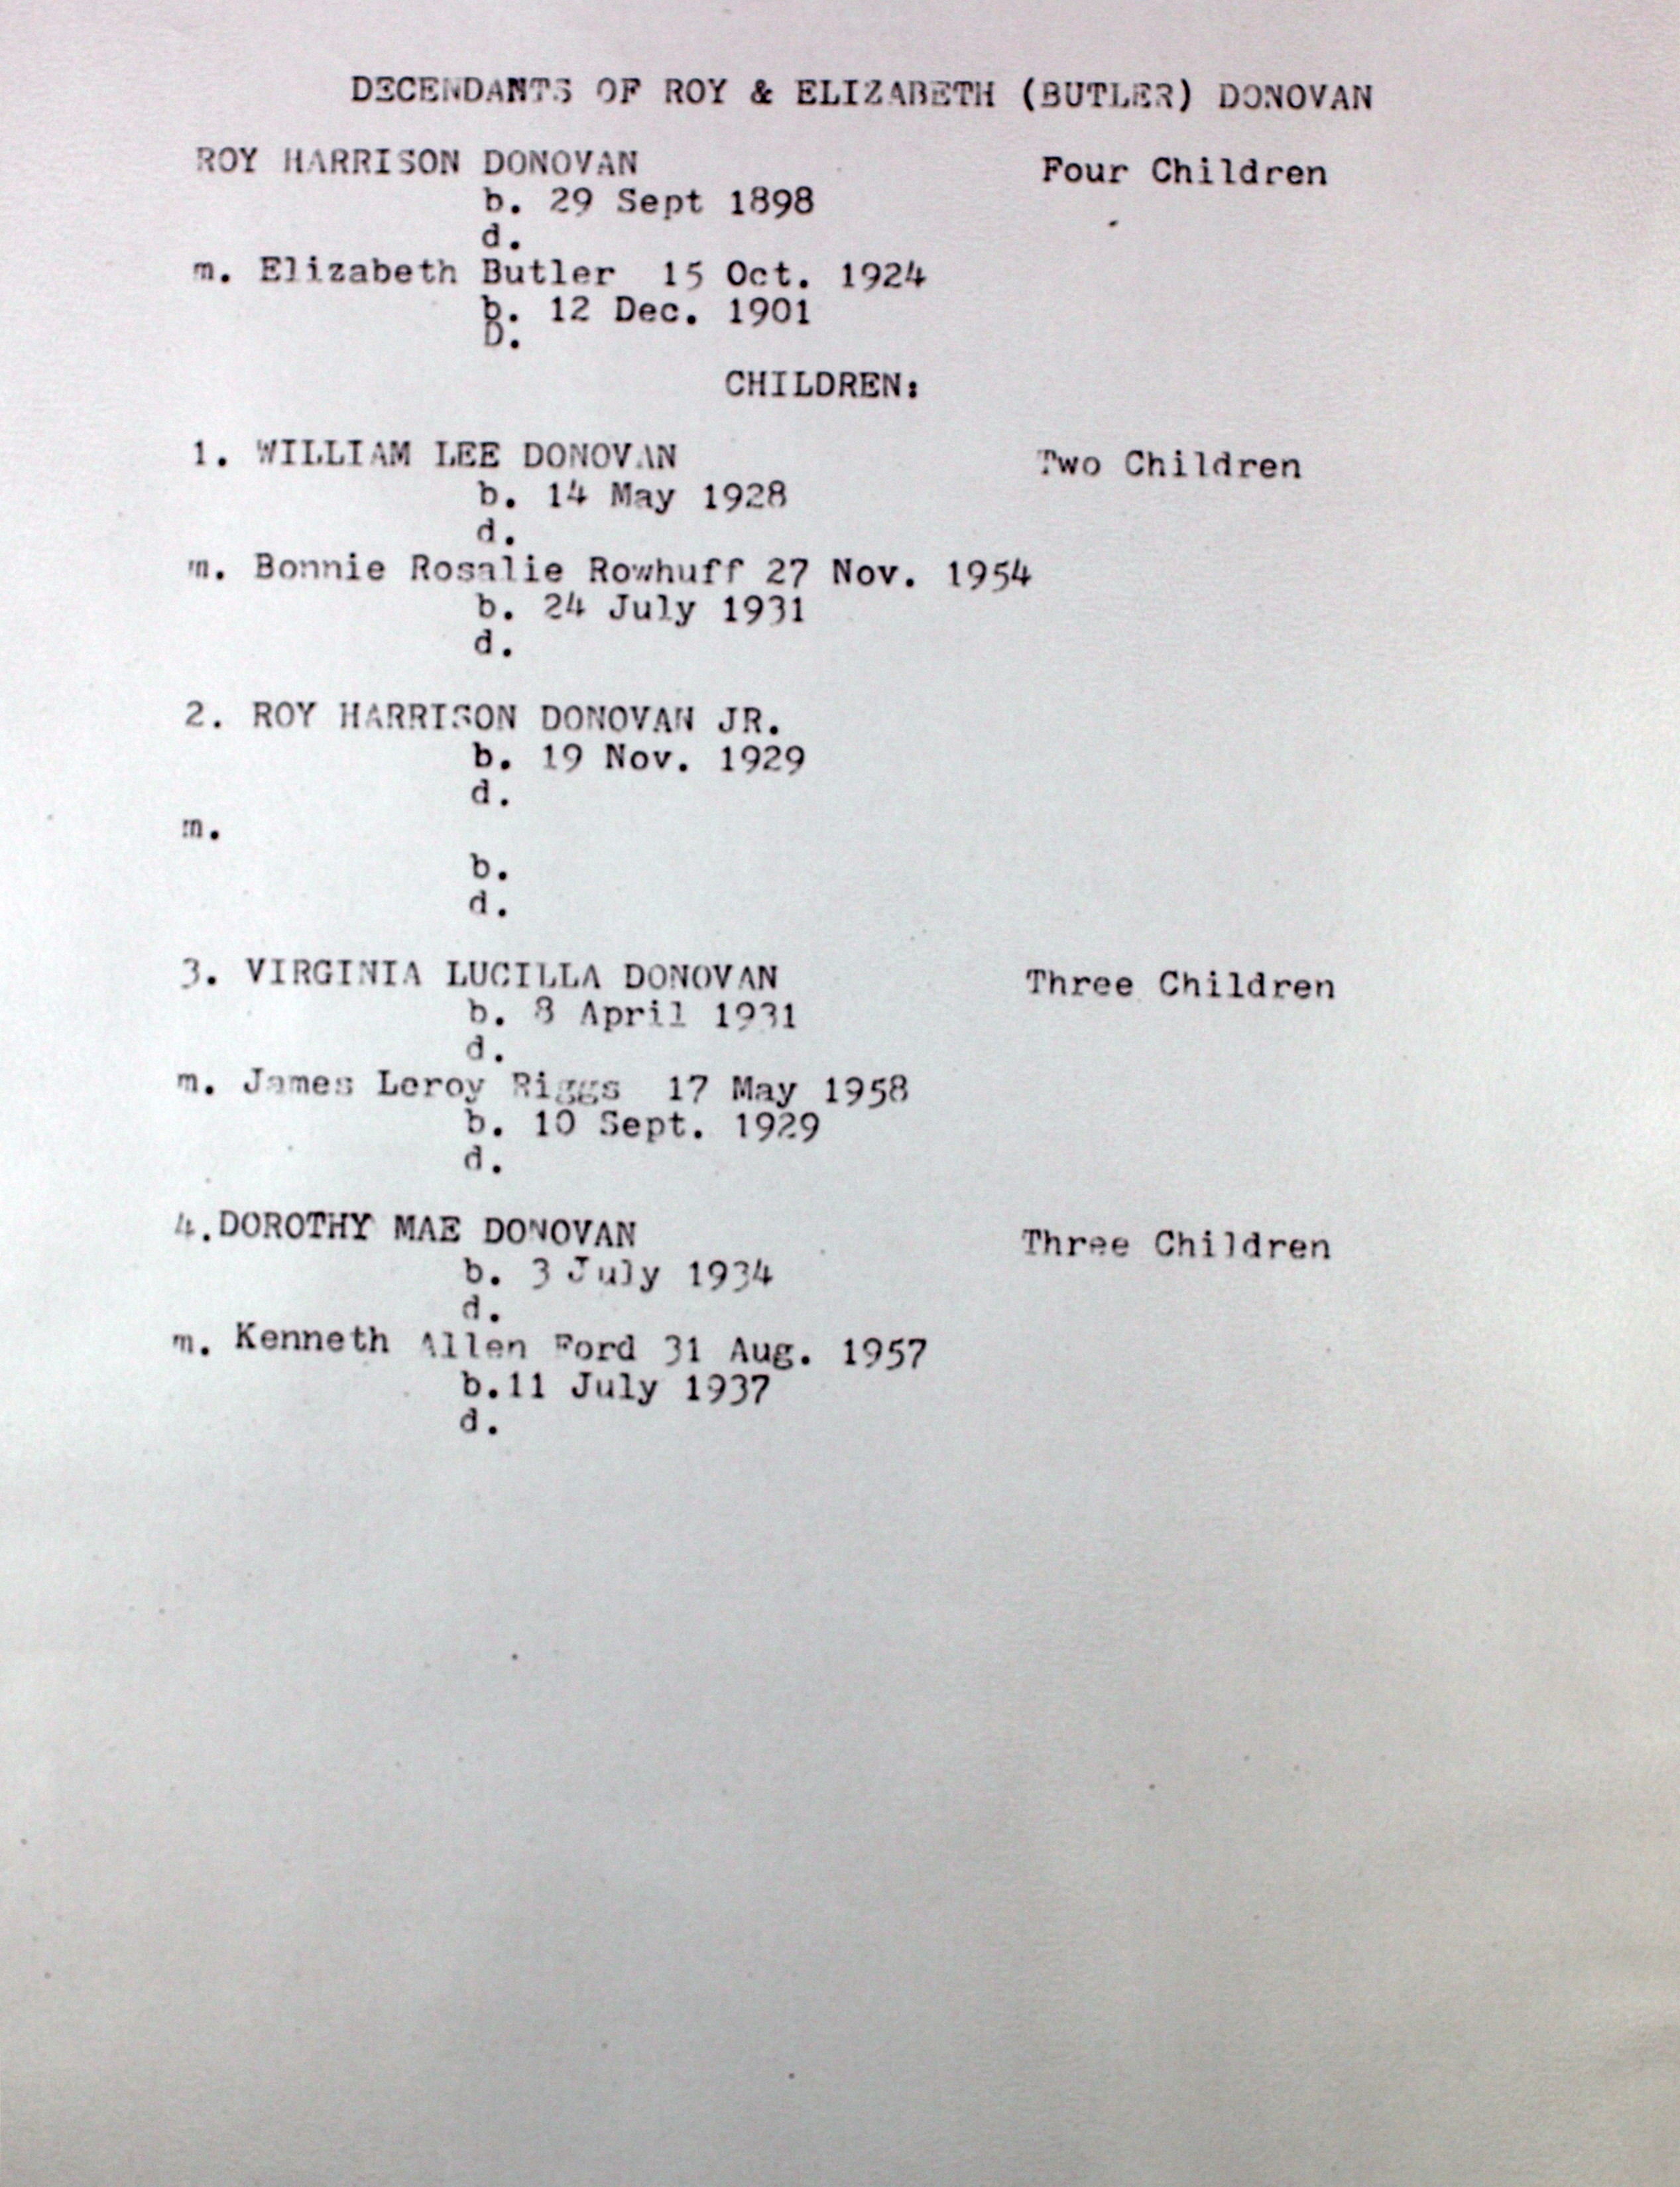 DECENDANTS OF ROY & ELIZABETH (BUTLER) DONOVAN
ROY HARRISON DONOVAN Four Children
b. 29 Sept 1898
d.
m. Elizabeth Butler 15 Oct. 1924
b. 12 Dec. 1901
D.
CHILDREN:
1. WILLIAM LEE DONOVAN Two Children
b. 14 May 1928
d.
m. Bonnie Rosalie Rowhuff 27 Nov. 1954
b. 24 July 1931
d.
2. ROY HARRISON DONOVAN JR.
b. 19 Nov. 1929
d.
m.
b.
d.
3. VIRGINIA LUCILLA DONOVAN Three Children
b. 8 April 1931
d.
m. James Leroy Riggs 17 May 1958
b. 10 Sept. 1929
d.
4.DOROTHY MAE DONOVAN Three Children
b. 3 July 1934
d.
m. Kenneth Allen Ford 31 Aug. 1957
b.11 July 1937
d.